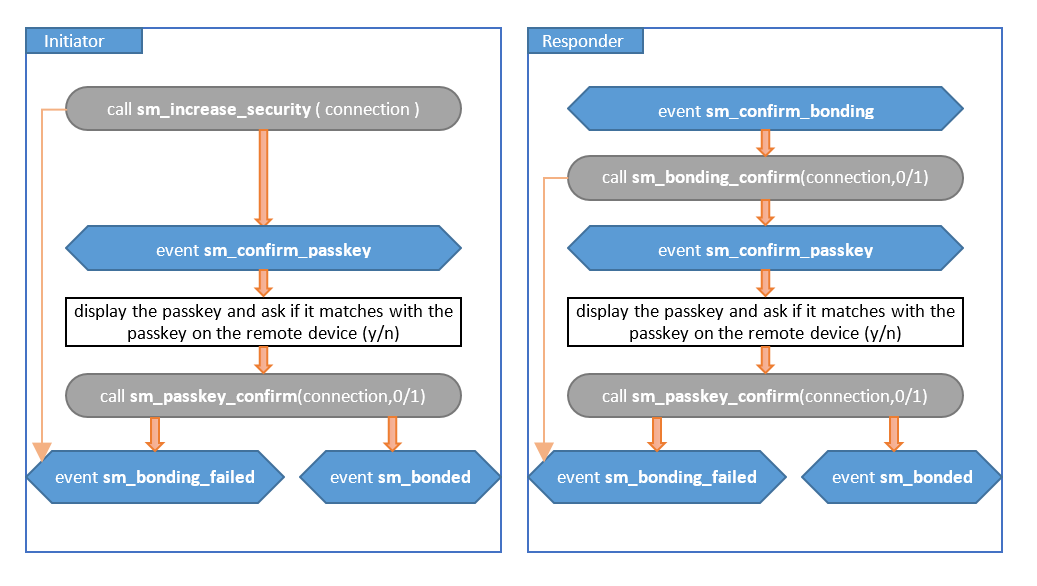 Initiator
call sm_increase_security ( connection )
event sm_confirm_passkey
display the passkey and ask if it matches with the
passkey on the remote device (y/n)
call sm_passkey_confirm(connection,0/1)
event sm_bonding_failed
event sm_bonded
Responder
event sm_confirm_bonding
call sm_bonding_confirm(connection,0/1)
event sm_confirm_passkey
display the passkey and ask if it matches with the
passkey on the remote device (y/n)
call sm_passkey_confirm(connection,0/1)
event sm_bonding_failed
event sm_bonded